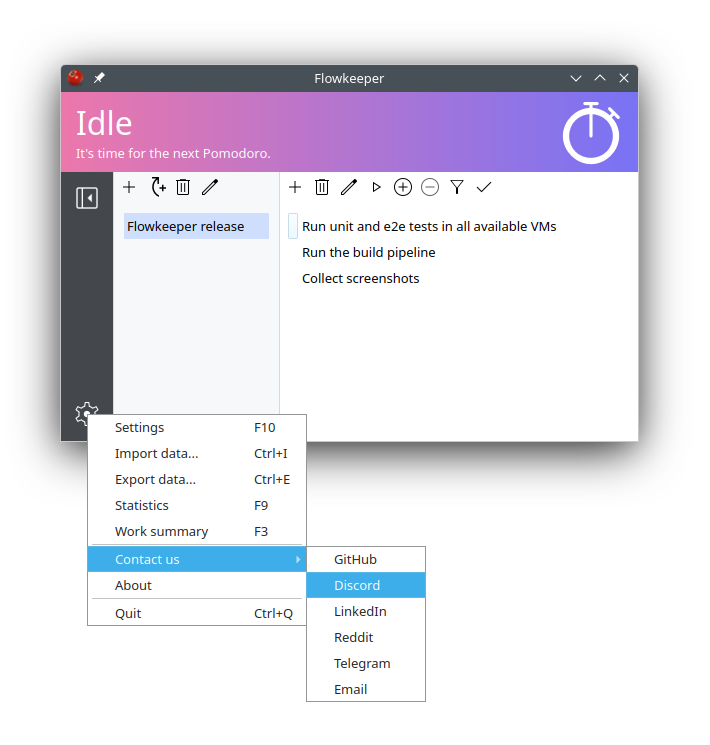 Flowkeeper
Idle
It's time for the next Pomodoro.
Flowkeeper release
Run unit and e2e tests in all available VMs
Run the build pipeline
Collect screenshots
Settings F10
Import data... Ctrl+I
Export data... Ctrl+E
Statistics F9
Work summary F3
Contact us
About
Quit Ctrl+Q
GitHub
Discord
LinkedIn
Reddit
Telegram
Email